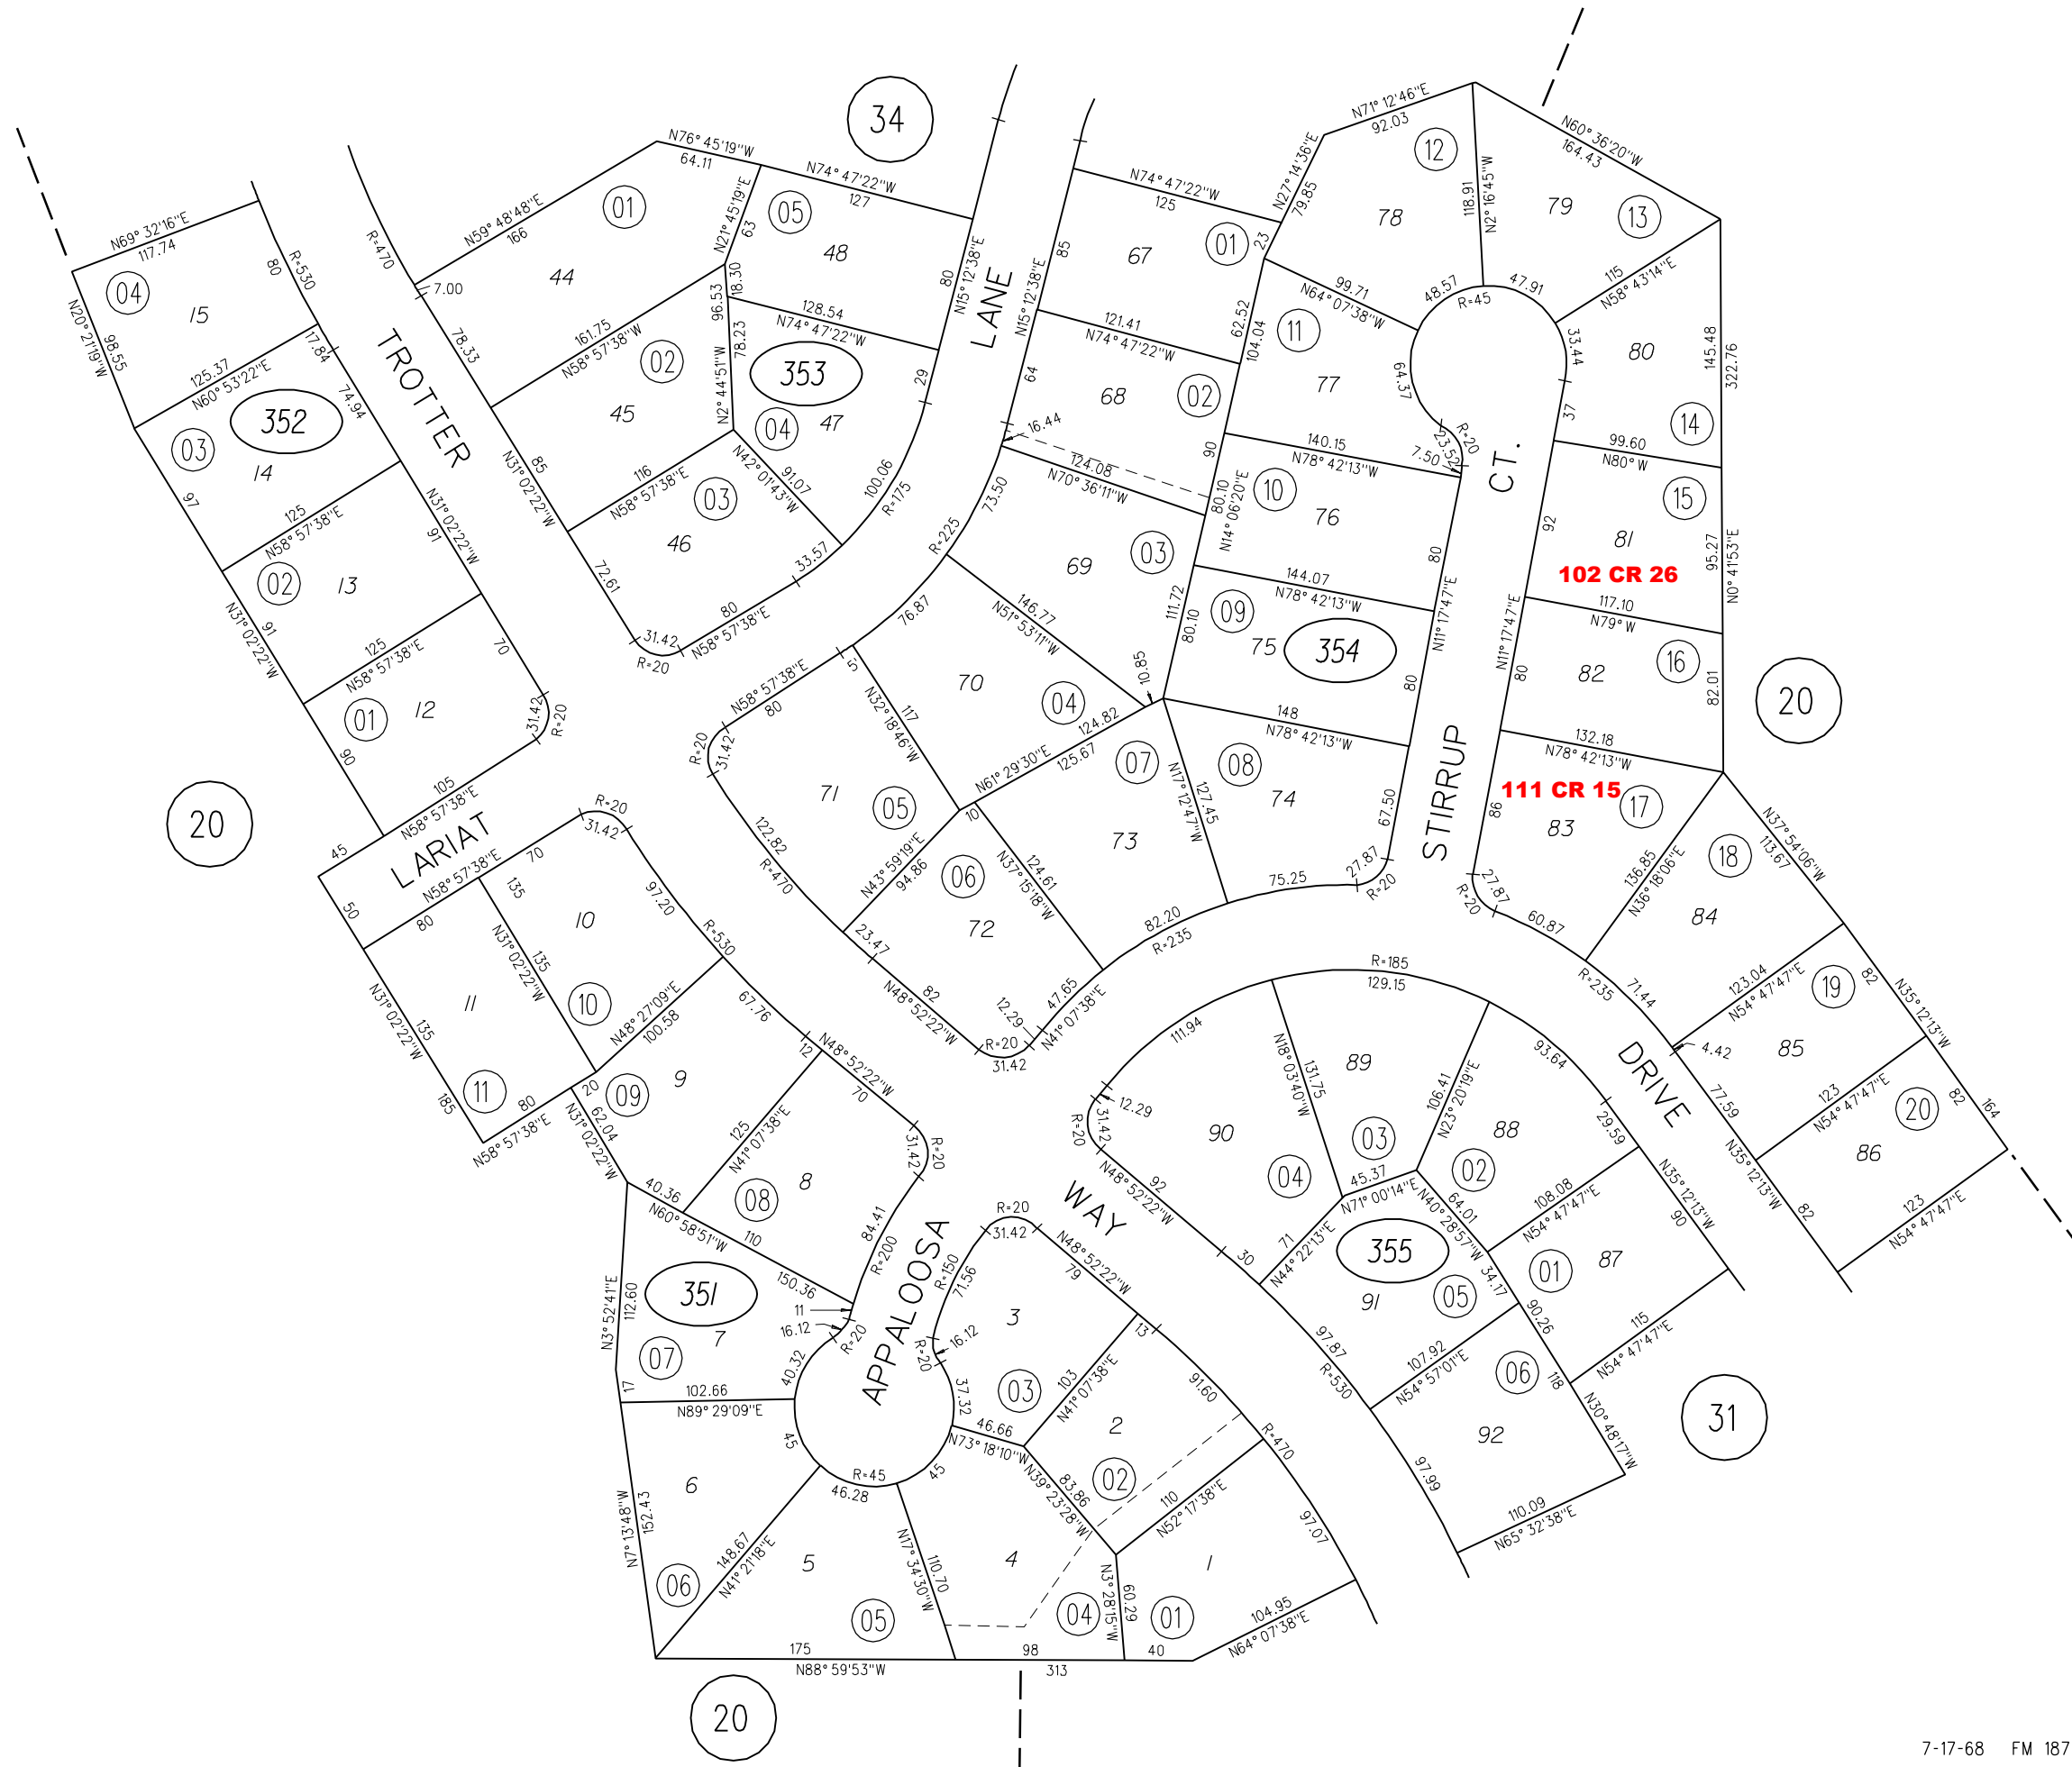 34
20
20
20
31
352
353
354
351
355
TROTTER
LANE
LARIAT
STIRRUP
CT.
DRIVE
WAY
APPALOOSA
102 CR 26
111 CR 15
N69° 32'16"E
117.74
80
R=530
04
15
N20° 21'19"W
98.55
125.37
N60° 53'22"E
17.84
74.94
03
14
97
125
N58° 57'38"E
91
N31° 02'22"W
02
13
91
N31° 02'22"W
125
N58° 57'38"E
70
01
12
90
31.42
R=20
105
N58° 57'38"E
45
R=470
7.00
N59° 48'48"E
166
01
44
N76° 45'19"W
64.11
N21° 45'19"E
63
05
48
N74° 47'22"W
127
80
N15° 12'38"E
18.30
96.53
78.23
N2° 44'51"W
128.54
N74° 47'22"W
161.75
N58° 57'38"W
78.33
02
45
04
47
29
85
N31° 02'22"W
116
N58° 57'38"E
03
46
N42° 01'43"W
91.07
100.06
R=175
33.57
72.61
31.42
R=20
80
N58° 57'38"E
N74° 47'22"W
125
85
N15° 12'38"E
67
01
23
62.52
104.04
121.41
N74° 47'22"W
64
68
02
16.44
90
124.08
N70° 36'11"W
73.50
R=225
69
03
80.10
N14° 06'20"E
111.72
80.10
146.77
N51° 53'11"W
76.87
10.85
70
04
5'
117
N32° 18'46"W
124.82
N61° 29'30"E
125.67
N58° 57'38"E
80
R=20
31.42
71
05
122.82
R=470
N43° 59'19"E
94.86
10
06
72
23.47
82
N48° 52'22"W
R=20
31.42
12.29
47.65
N41° 07'38"E
124.61
N37° 15'18"W
73
07
82.20
R=235
N17° 12'47"W
127.45
08
74
75.25
27.87
R=20
67.50
148
N78° 42'13"W
09
75
80
N11° 17'47"E
144.07
N78° 42'13"W
10
76
80
140.15
N78° 42'13"W
7.50
23.52
R=20
11
77
64.37
99.71
N64° 07'38"W
N27° 14'36"E
79.85
N71° 12'46"E
92.03
12
78
118.91
N2° 16'45"W
48.57
R=45
47.91
N60° 36'20"W
164.43
79
13
115
N58° 43'14"E
33.44
80
14
145.48
322.76
37
99.60
N80° W
15
81
92
95.27
N0° 41'53"E
117.10
N79° W
N11° 17'47"E
80
82
16
82.01
132.18
N78° 42'13"W
17
83
86
27.87
R=20
60.87
136.85
N36° 18'06"E
18
84
N37° 54'06"W
113.67
R=235
71.44
123.04
N54° 47'47"E
19
85
82
N35° 12'13"W
4.42
77.59
123
N54° 47'47"E
20
86
82
164
N35° 12'13"W
82
123
N54° 47'47"E
50
80
N58° 57'38"E
70
R=20
31.42
135
N31° 02'22"W
135
10
10
97.20
R=530
11
11
N31° 02'22"W
135
185
80
N58° 57'38"E
20
N48° 27'09"E
100.58
67.76
09
9
12
N48° 52'22"W
70
62.04
N31° 02'22"W
125
N41° 07'38"E
08
8
31.42
R=20
40.36
N60° 58'51"W
110
150.36
84.41
R=200
11
16.12
R=20
N3° 52'41"E
112.60
7
07
17
40.32
102.66
N89° 29'09"E
45
6
06
N7° 13'48"W
152.43
148.67
N41° 21'18"E
R=45
46.28
5
05
175
N88° 59'53"W
N17° 34'30"W
110.70
45
4
04
98
313
R=20
31.42
R=150
71.56
N48° 52'22"W
79
3
03
16.12
R=20
37.32
46.66
N73° 18'10"W
103
N41° 07'38"E
13
91.60
2
02
N39° 23'28"W
83.86
110
N52° 17'38"E
R=470
97.07
1
01
N3° 28'15"W
60.29
40
104.95
N64° 07'38"E
R=185
129.15
111.94
12.29
31.42
R=20
N18° 03'40"W
131.75
89
03
90
04
92
N48° 52'22"W
106.41
N23° 20'19"E
93.64
88
02
29.59
45.37
N71° 00'14"E
64.01
N40° 28'57"W
108.08
N54° 47'47"E
N35° 12'13"W
90
71
N44° 22'13"E
30
34.17
01
87
05
91
90.26
115
N54° 47'47"E
97.87
R=530
107.92
N54° 57'01"E
06
92
118
N30° 48'17"W
97.99
110.09
N65° 32'38"E
7-17-68 FM 187